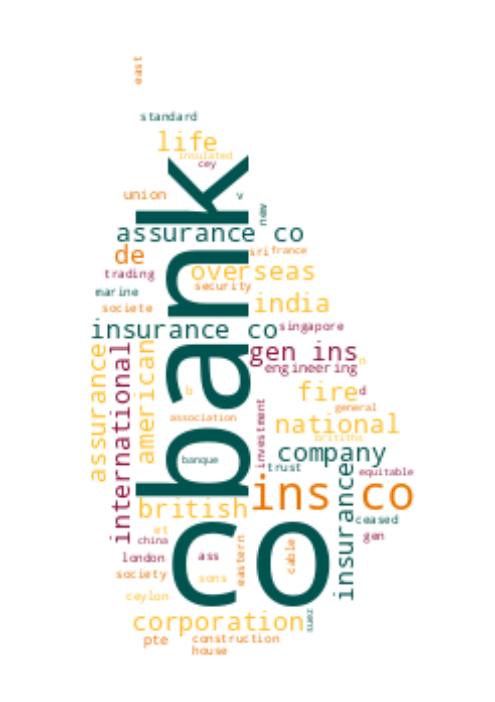 east
standard
life
insulated
cey
union
v
new
bank
assurance co
de
sri
france
trading
overseas
security
marine
india
societe
insurance co
singapore
assurance
international
american
gen ins
n
engineering
b
fire
d
general
association
investment
national
briliths
company
banque
trust
equitable
insurance
ins co
british
co
ceased
et
gen
china
eastern
cable
london
ass
society
sons
ceylon
corporation
suez
pte
construction
house